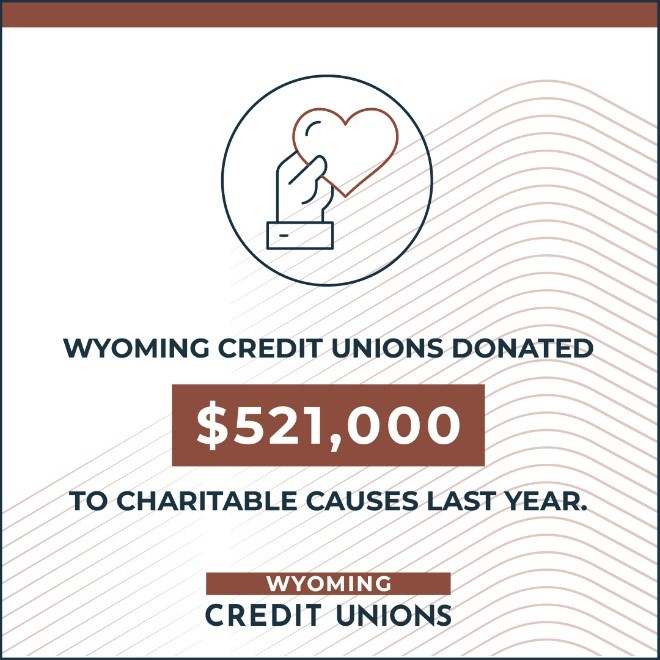 WYOMING CREDIT UNIONS DONATED
$521,000
TO CHARITABLE CAUSES LAST YEAR.
WYOMING
CREDIT UNIONS